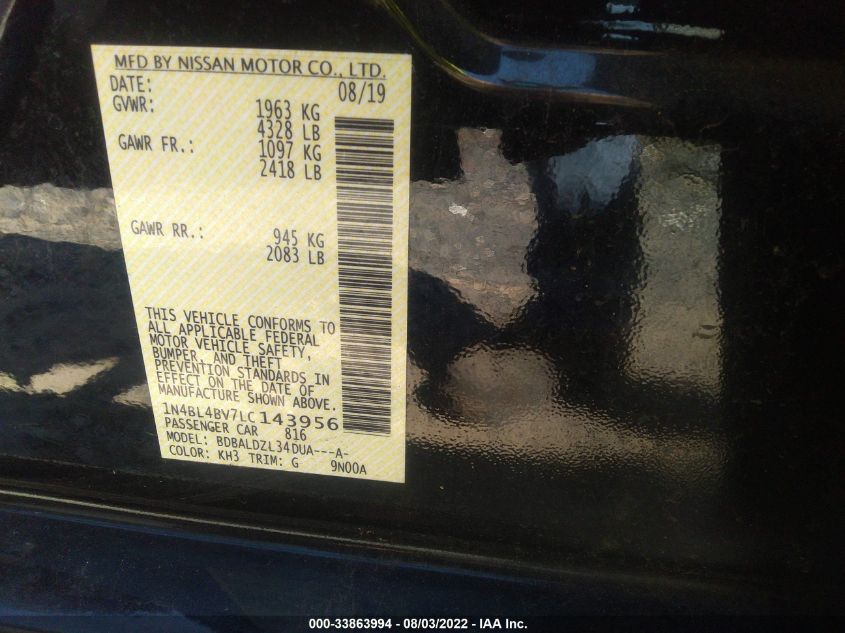 MFD BY NISSAN MOTOR CO., LTD.
DATE: 08/19
GVWR: 1963 KG
4328 LB
GAWR FR.: 1097 KG
2418 LB
GAWR RR.: 945 KG
2083 LB
THIS VEHICLE CONFORMS TO
ALL APPLICABLE FEDERAL
MOTOR VEHICLE SAFETY,
BUMPER, AND THEFT
PREVENTION STANDARDS IN
EFFECT ON THE DATE OF
MANUFACTURE SHOWN ABOVE.
1N4BL4BV7LC143956
PASSENGER CAR 816
MODEL: BDBALDZL34DUA---A-
COLOR: KH3 TRIM: G 9N00A
000-33863994 - 08/03/2022 - IAA Inc.